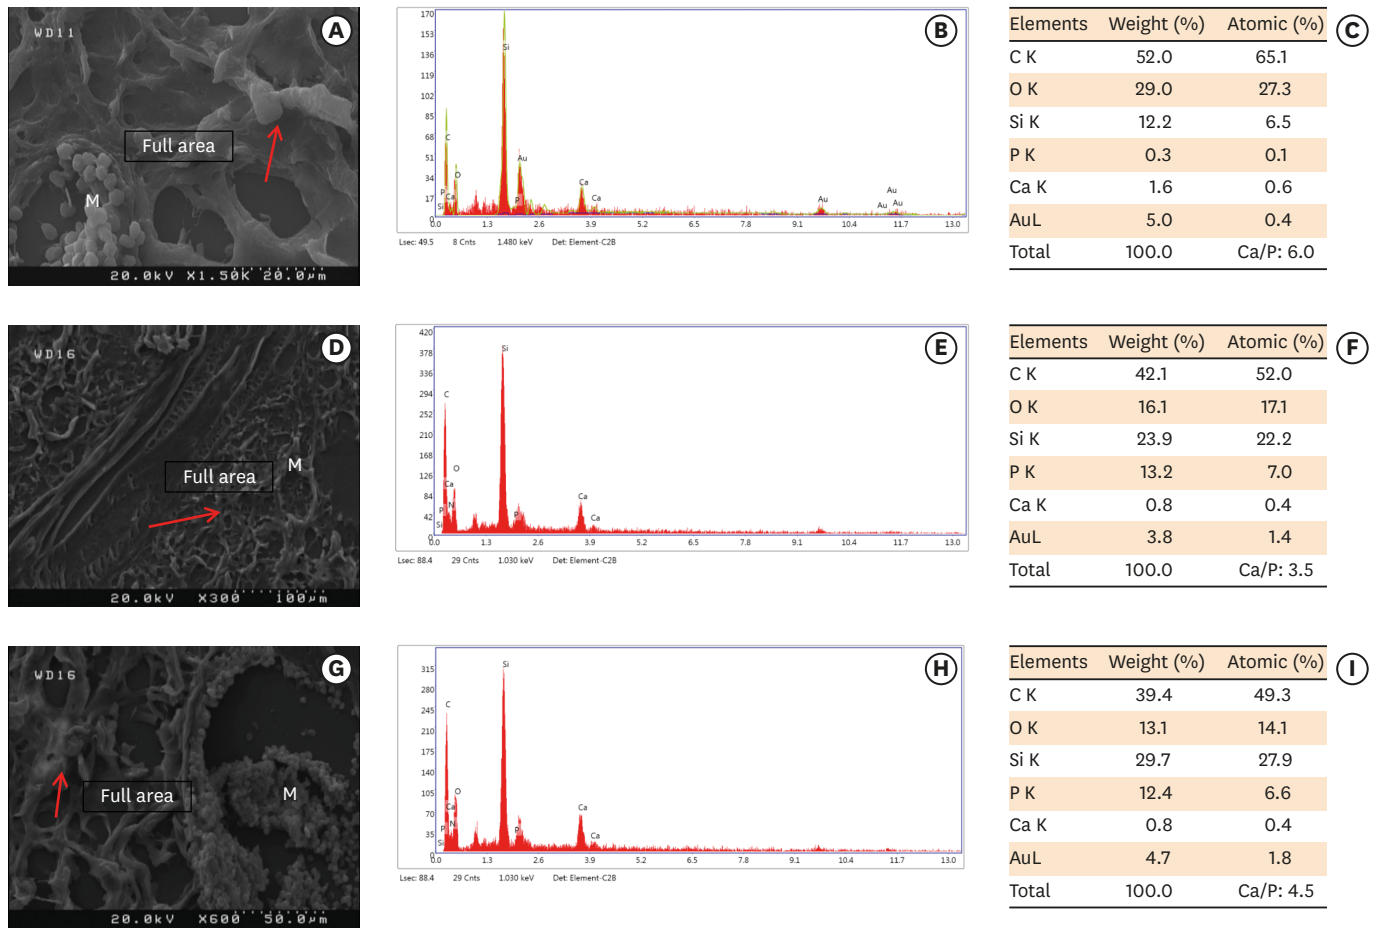 WD11
A
Full area
M
20.0kV X1.50K 20.0µm
B
170
153
136
119
102
85
68
51
34
17
0
Si
C
O
P
Ca
Si
Au
P
Ca
Ca
Au
Au
Au
Au
0.0 1.3 2.6 3.9 5.2 6.5 7.8 9.1 10.4 11.7 13.0
Lsec: 49.5 8 Cnts 1.480 keV Det: Element-C2B
C
Elements Weight (%) Atomic (%)
C K 52.0 65.1
O K 29.0 27.3
Si K 12.2 6.5
P K 0.3 0.1
Ca K 1.6 0.6
AuL 5.0 0.4
Total 100.0 Ca/P: 6.0
WD16
D
M
Full area
20.0kV X300 100µm
E
420
378
336
294
252
210
168
126
84
42
0
Si
C
O
Ca
N
P
Si
P
Ca
Ca
0.0 1.3 2.6 3.9 5.2 6.5 7.8 9.1 10.4 11.7 13.0
Lsec: 88.4 29 Cnts 1.030 keV Det: Element-C2B
F
Elements Weight (%) Atomic (%)
C K 42.1 52.0
O K 16.1 17.1
Si K 23.9 22.2
P K 13.2 7.0
Ca K 0.8 0.4
AuL 3.8 1.4
Total 100.0 Ca/P: 3.5
WD16
G
Full area
M
20.0kV X600 50.0µm
H
315
280
245
210
175
140
105
70
35
0
Si
C
O
Ca
N
P
Si
P
Ca
Ca
0.0 1.3 2.6 3.9 5.2 6.5 7.8 9.1 10.4 11.7 13.0
Lsec: 88.4 29 Cnts 1.030 keV Det: Element-C2B
I
Elements Weight (%) Atomic (%)
C K 39.4 49.3
O K 13.1 14.1
Si K 29.7 27.9
P K 12.4 6.6
Ca K 0.8 0.4
AuL 4.7 1.8
Total 100.0 Ca/P: 4.5